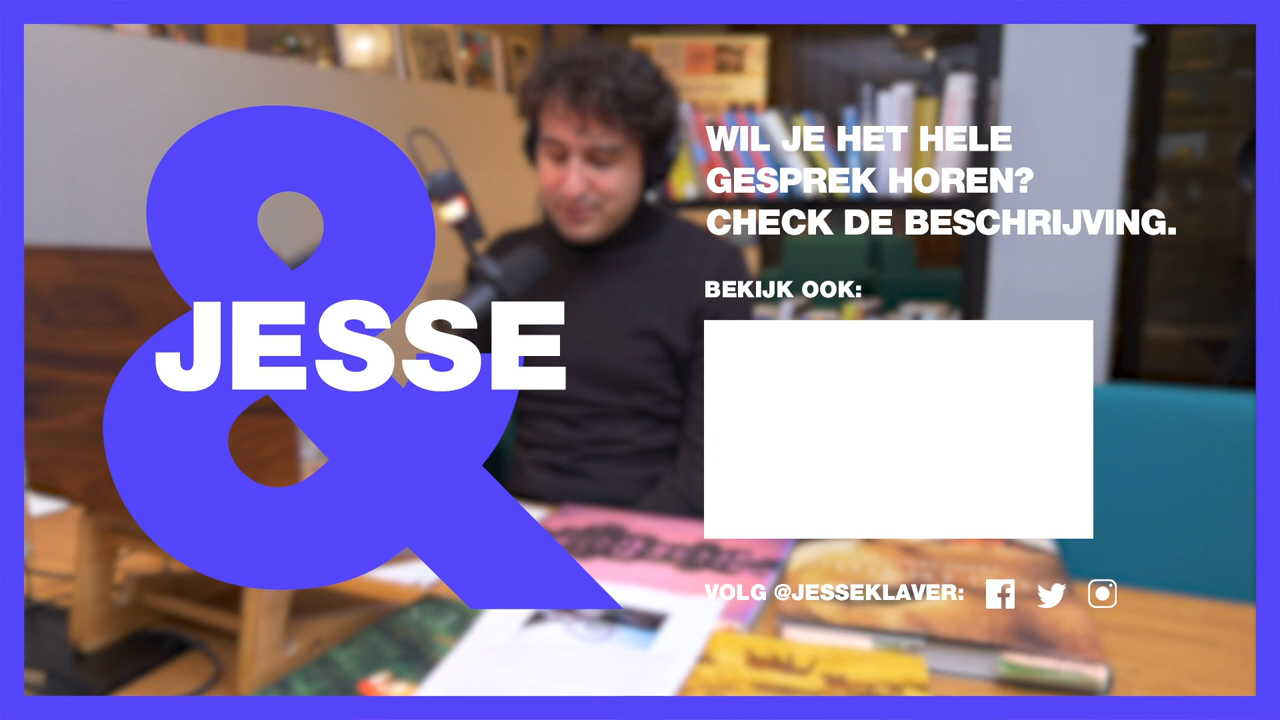 &
JESSE
WIL JE HET HELE
GESPREK HOREN?
CHECK DE BESCHRIJVING.
BEKIJK OOK:
VOLG @JESSEKLAVER: